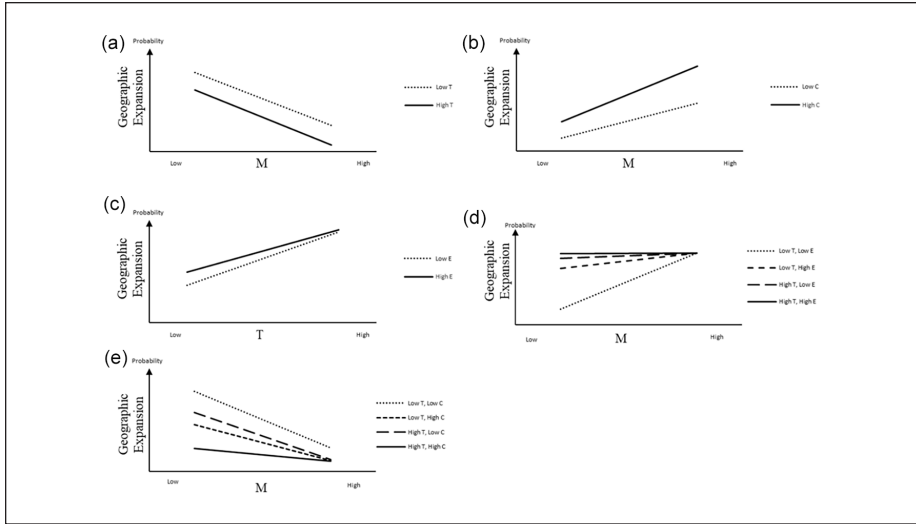 (a)
Probability
Geographic
Expansion
Low T
High T
Low
M
High
(b)
Probability
Geographic
Expansion
Low C
High C
Low
M
High
(c)
Probability
Geographic
Expansion
Low E
High E
Low
T
High
(d)
Probability
Geographic
Expansion
Low T, Low E
Low T, High E
High T, Low E
High T, High E
Low
M
High
(e)
Probability
Geographic
Expansion
Low T, Low C
Low T, High C
High T, Low C
High T, High C
Low
M
High